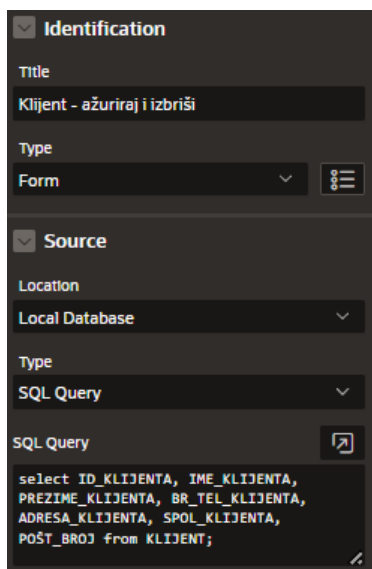 Identification
Title
Klijent - ažuriraj i izbriši
Type
Form
Source
Location
Local Database
Type
SQL Query
SQL Query
select ID_KLIJENTA, IME_KLIJENTA,
PREZIME_KLIJENTA, BR_TEL_KLIJENTA,
ADRESA_KLIJENTA, SPOL_KLIJENTA,
POŠT_BROJ from KLIJENT;